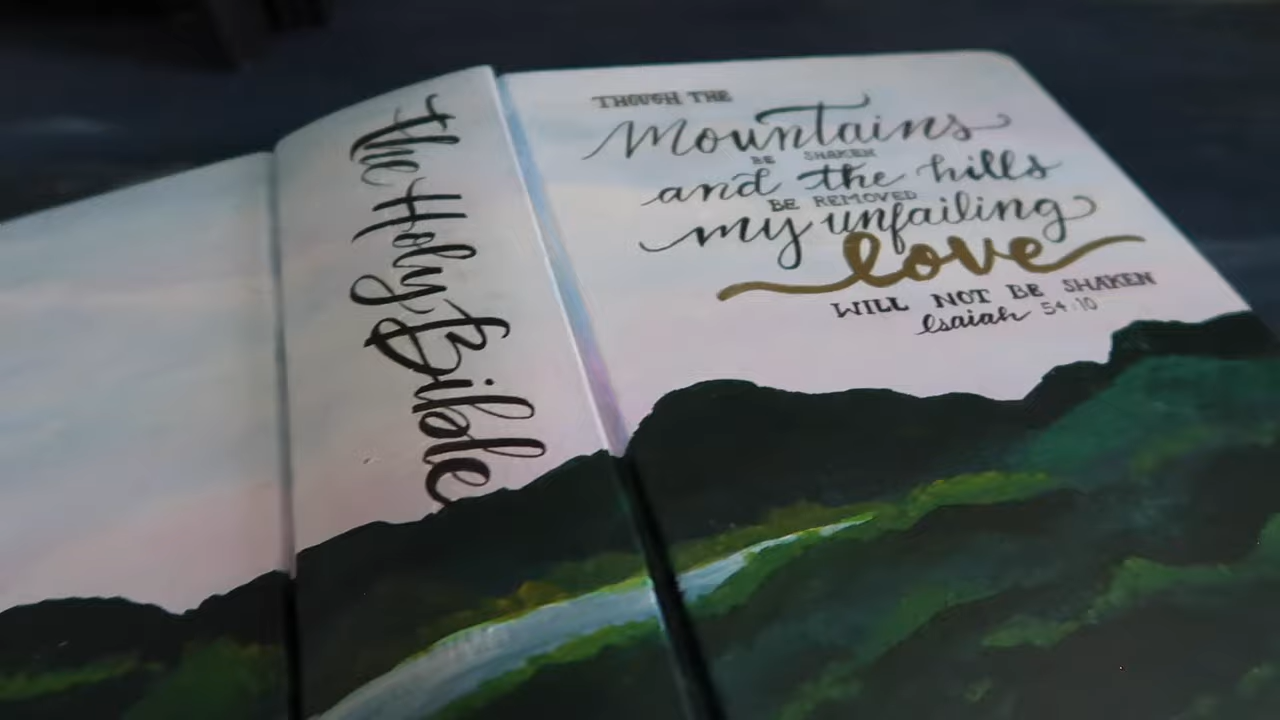 The Holy Bible
THOUGH THE
Mountains
BE SHAKEN
and the hills
BE REMOVED
my unfailing
love
WILL NOT BE SHAKEN
Isaiah 54:10